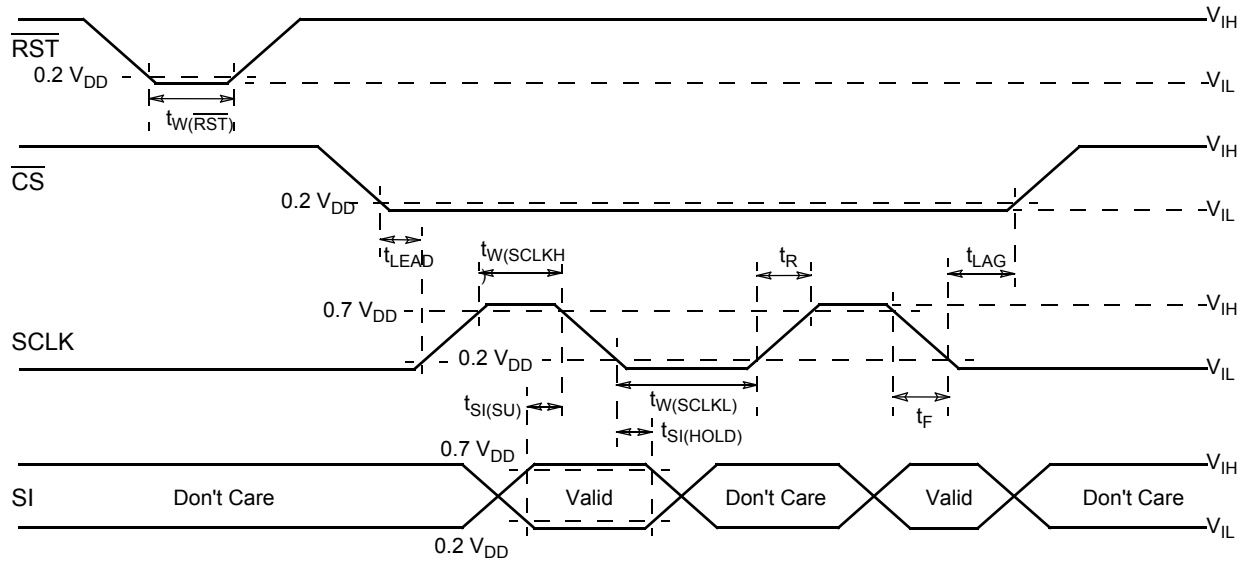 VIH
RST
0.2 VDD
VIL
tW(RST)
VIH
CS
0.2 VDD
VIL
tLEAD
tW(SCLKH
)
tR
tLAG
0.7 VDD
VIH
SCLK
0.2 VDD
VIL
tSI(SU)
tW(SCLKL)
tF
tSI(HOLD)
0.7 VDD
VIH
SI
Don't Care
Valid
Don't Care
Valid
Don't Care
VIL
0.2 VDD